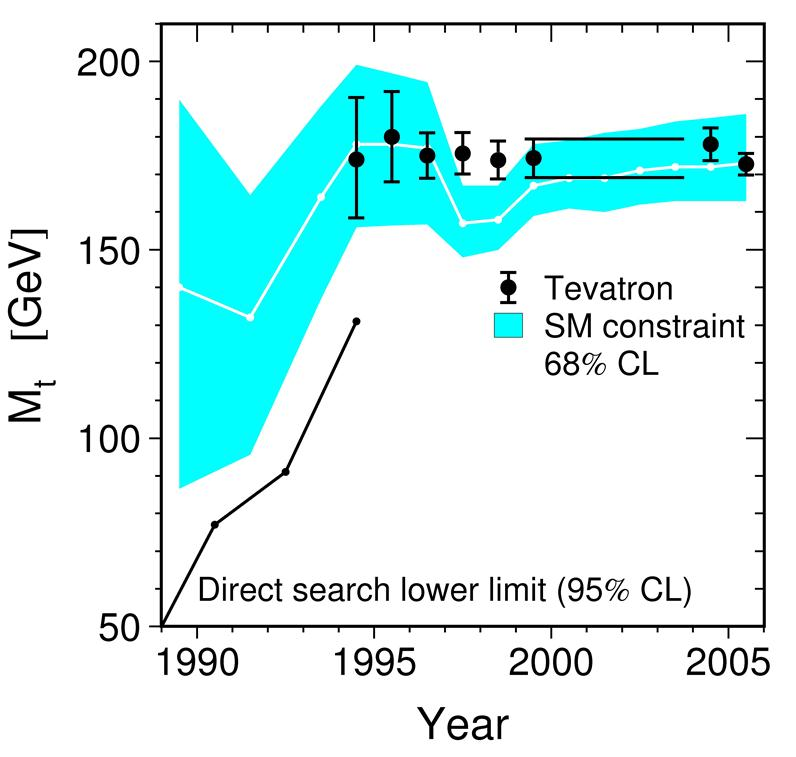 200
150
100
50
M_t [GeV]
Tevatron
SM constraint
68% CL
Direct search lower limit (95% CL)
1990 1995 2000 2005
Year